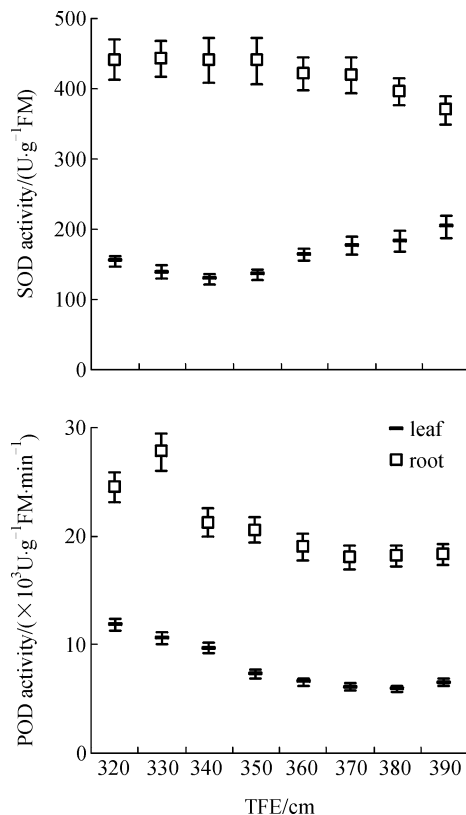 500
400
300
200
100
0
SOD activity/(U·g⁻¹FM)
30
20
10
0
POD activity/(×10³U·g⁻¹FM·min⁻¹)
leaf
root
320 330 340 350 360 370 380 390
TFE/cm